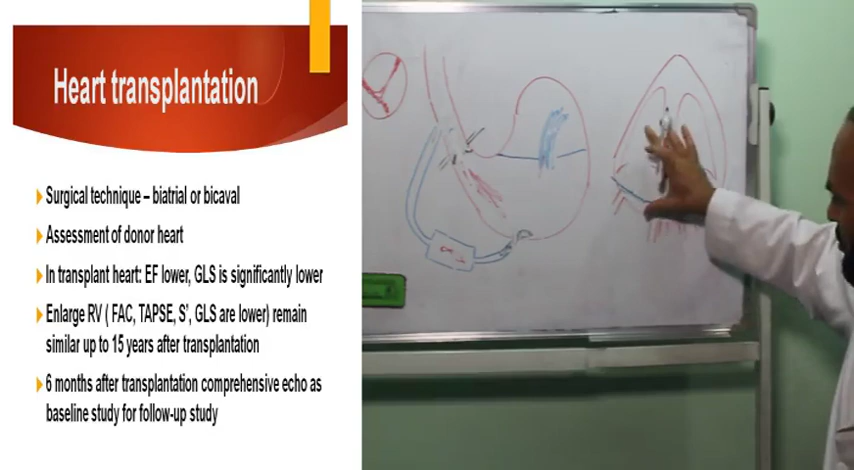 Heart transplantation
Surgical technique – biatrial or bicaval
Assessment of donor heart
In transplant heart: EF lower, GLS is significantly lower
Enlarge RV ( FAC, TAPSE, S', GLS are lower) remain
similar up to 15 years after transplantation
6 months after transplantation comprehensive echo as
baseline study for follow-up study